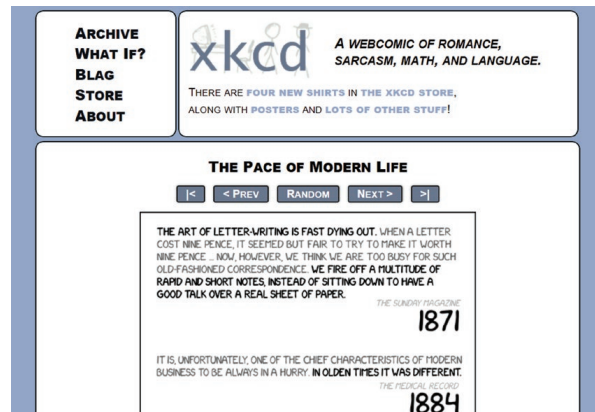 ARCHIVE
WHAT IF?
BLAG
STORE
ABOUT
xkcd
A WEBCOMIC OF ROMANCE,
SARCASM, MATH, AND LANGUAGE.
THERE ARE FOUR NEW SHIRTS IN THE XKCD STORE,
ALONG WITH POSTERS AND LOTS OF OTHER STUFF!
THE PACE OF MODERN LIFE
|< < PREV RANDOM NEXT > >|
THE ART OF LETTER-WRITING IS FAST DYING OUT. WHEN A LETTER
COST NINE PENCE, IT SEEMED BUT FAIR TO TRY TO MAKE IT WORTH
NINE PENCE ... NOW, HOWEVER, WE THINK WE ARE TOO BUSY FOR SUCH
OLD-FASHIONED CORRESPONDENCE. WE FIRE OFF A MULTITUDE OF
RAPID AND SHORT NOTES, INSTEAD OF SITTING DOWN TO HAVE A
GOOD TALK OVER A REAL SHEET OF PAPER.
THE SUNDAY MAGAZINE
1871
IT IS, UNFORTUNATELY, ONE OF THE CHIEF CHARACTERISTICS OF MODERN
BUSINESS TO BE ALWAYS IN A HURRY. IN OLDEN TIMES IT WAS DIFFERENT.
THE MEDICAL RECORD
1884